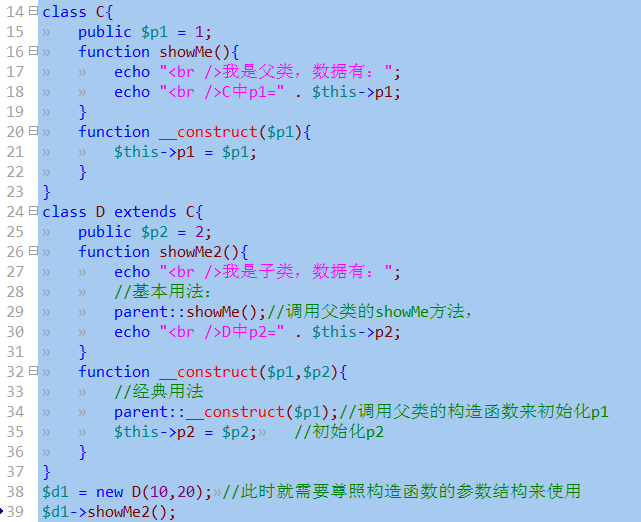 14 class C{
15 public $p1 = 1;
16 function showMe(){
17 echo "<br />我是父类，数据有：";
18 echo "<br />C中p1=" . $this->p1;
19 }
20 function __construct($p1){
21 $this->p1 = $p1;
22 }
23 }
24 class D extends C{
25 public $p2 = 2;
26 function showMe2(){
27 echo "<br />我是子类，数据有：";
28 //基本用法：
29 parent::showMe();//调用父类的showMe方法，
30 echo "<br />D中p2=" . $this->p2;
31 }
32 function __construct($p1,$p2){
33 //经典用法
34 parent::__construct($p1);//调用父类的构造函数来初始化p1
35 $this->p2 = $p2; //初始化p2
36 }
37 }
38 $d1 = new D(10,20); //此时就需要尊照构造函数的参数结构来使用
39 $d1->showMe2();